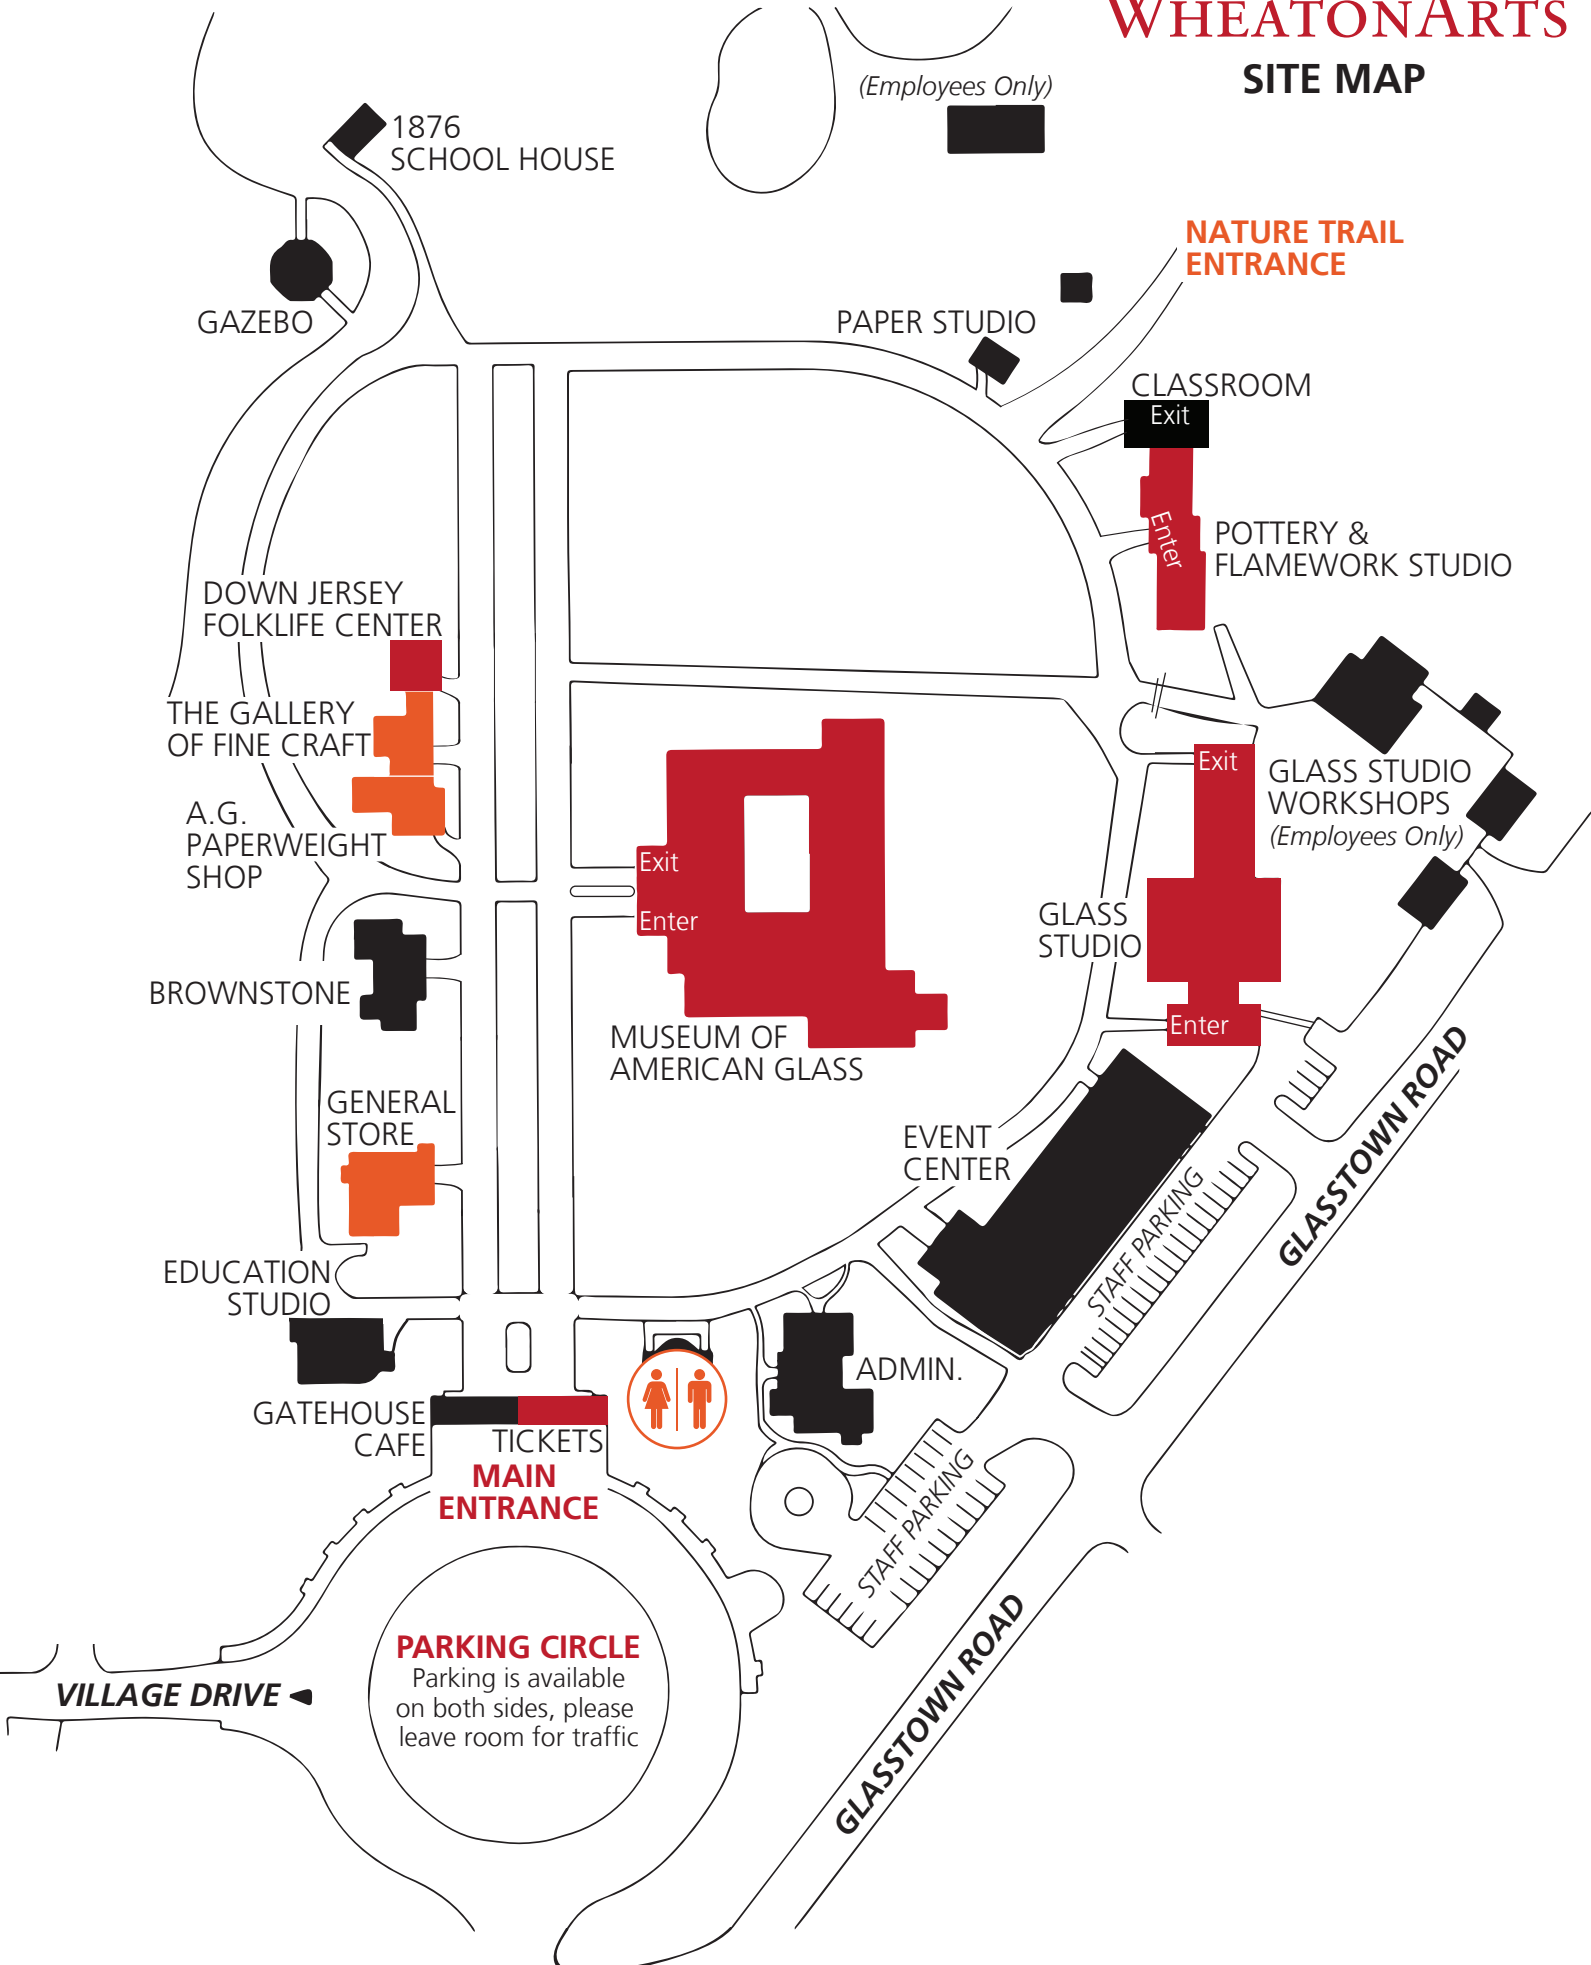 WHEATONARTS
SITE MAP
(Employees Only)
1876
SCHOOL HOUSE
NATURE TRAIL
ENTRANCE
GAZEBO
PAPER STUDIO
CLASSROOM
Exit
Enter
POTTERY &
FLAMEWORK STUDIO
DOWN JERSEY
FOLKLIFE CENTER
THE GALLERY
OF FINE CRAFT
A.G.
PAPERWEIGHT
SHOP
Exit
GLASS STUDIO
WORKSHOPS
(Employees Only)
Exit
Enter
GLASS
STUDIO
BROWNSTONE
Enter
MUSEUM OF
AMERICAN GLASS
GENERAL
STORE
EVENT
CENTER
STAFF PARKING
GLASSTOWN ROAD
EDUCATION
STUDIO
ADMIN.
GATEHOUSE
CAFE
TICKETS
MAIN
ENTRANCE
STAFF PARKING
PARKING CIRCLE
Parking is available
on both sides, please
leave room for traffic
VILLAGE DRIVE
GLASSTOWN ROAD